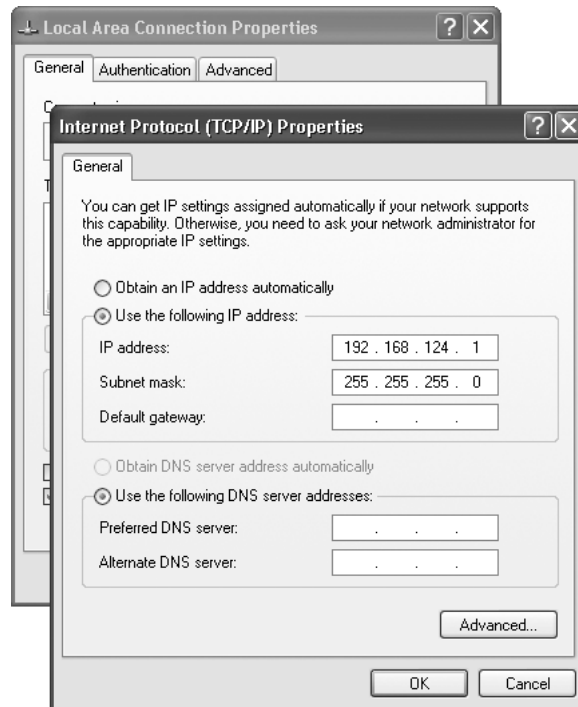 Local Area Connection Properties
General Authentication Advanced
Internet Protocol (TCP/IP) Properties
General
You can get IP settings assigned automatically if your network supports
this capability. Otherwise, you need to ask your network administrator for
the appropriate IP settings.
Obtain an IP address automatically
Use the following IP address:
IP address: 192 . 168 . 124 . 1
Subnet mask: 255 . 255 . 255 . 0
Default gateway: . . .
Obtain DNS server address automatically
Use the following DNS server addresses:
Preferred DNS server: . . .
Alternate DNS server: . . .
Advanced...
OK Cancel